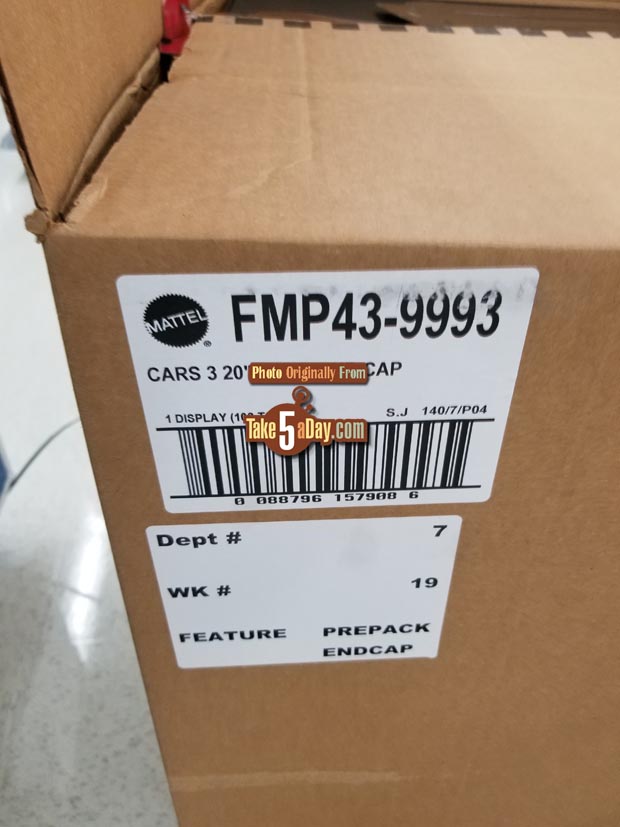 MATTEL
®
FMP43-9993
CARS 3 20' CAP
Photo Originally From
1 DISPLAY
S.J 140/7/P04
Take 5 aDay.com
0 088796 157908 6
Dept # 7
WK # 19
FEATURE PREPACK
ENDCAP